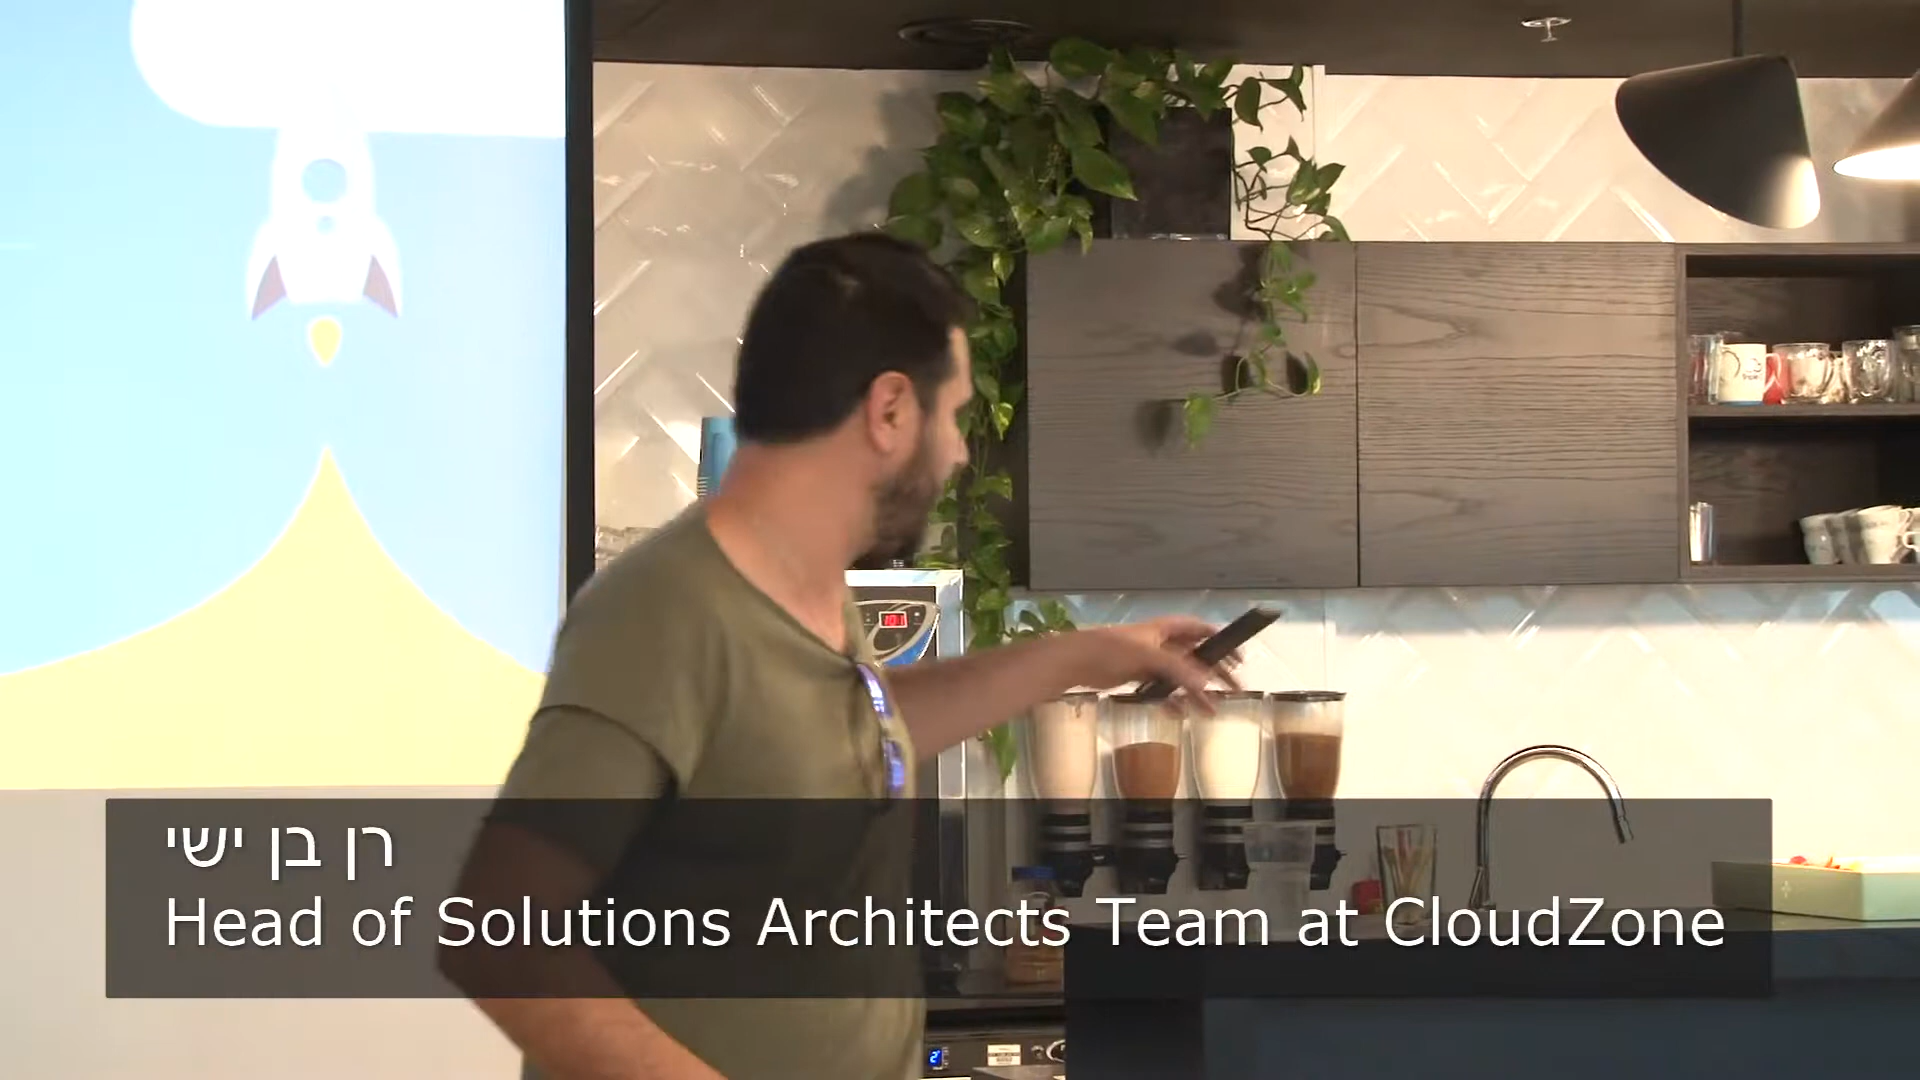 רן בן ישי
Head of Solutions Architects Team at CloudZone